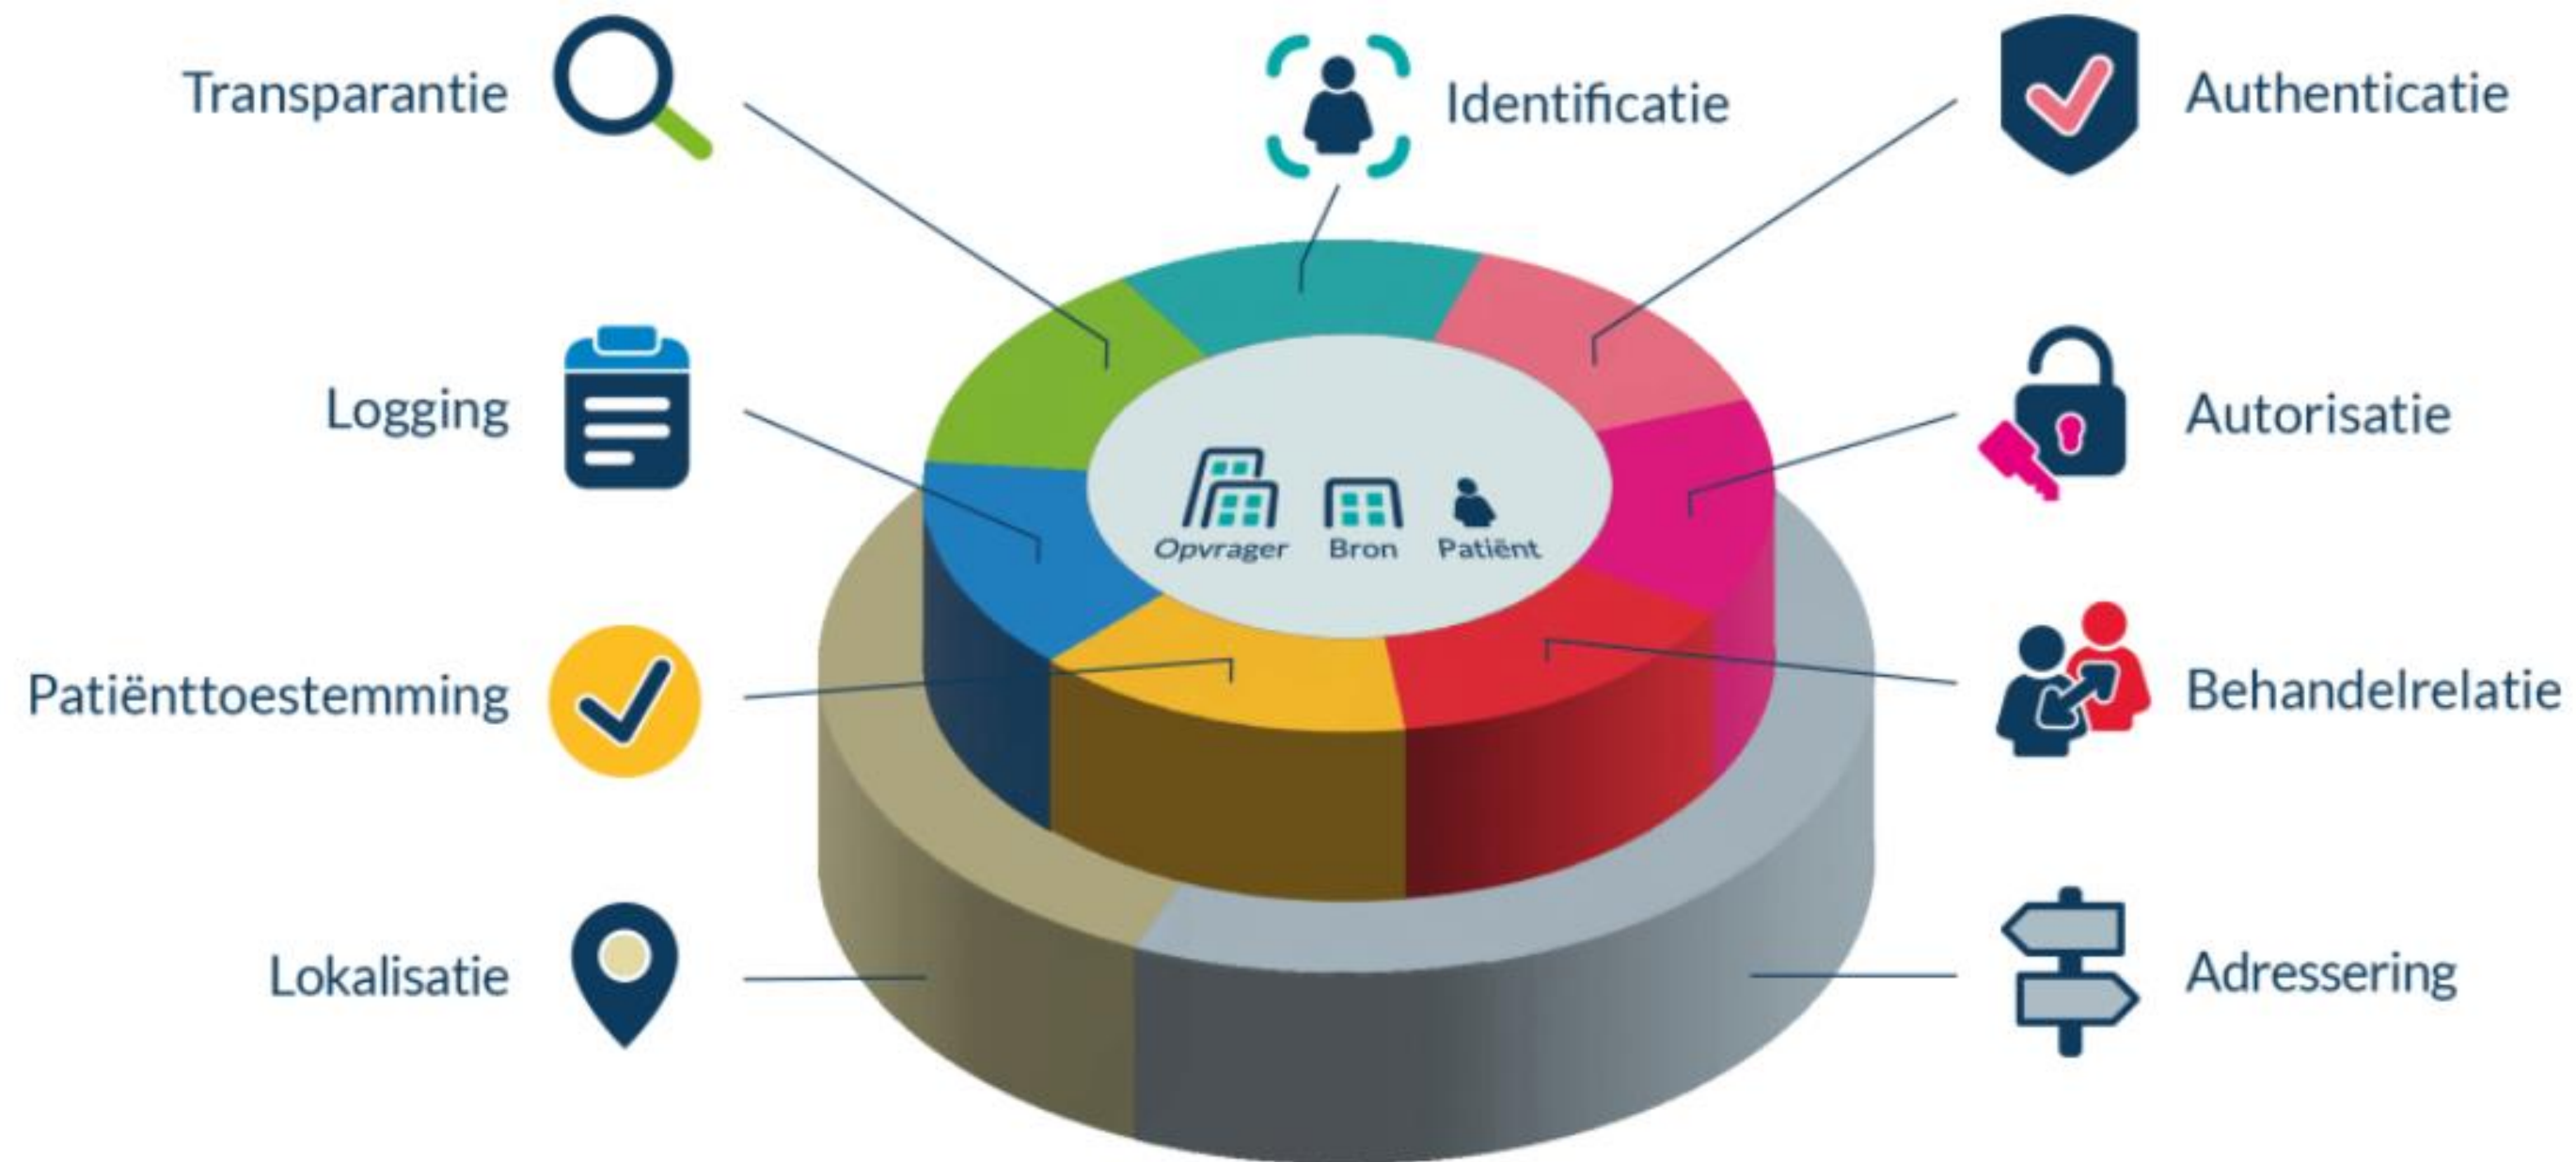 Transparantie
Identificatie
Authenticatie
Logging
Autorisatie
Opvrager
Bron
Patiënt
Patiënttoestemming
Behandelrelatie
Lokalisatie
Adressering